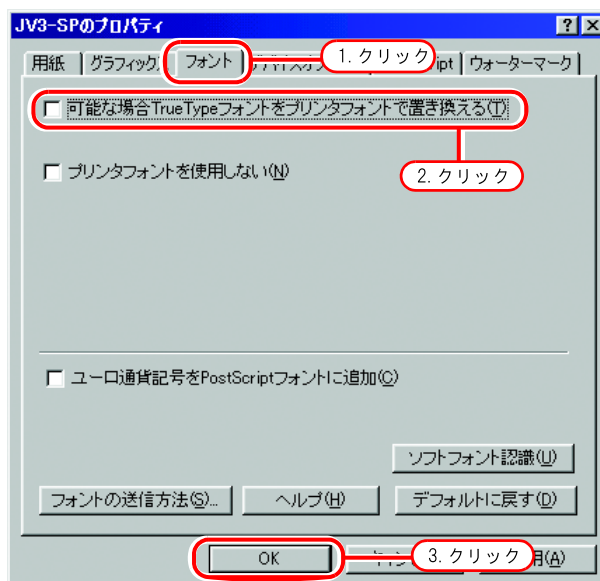 JV3-SPのプロパティ
用紙 グラフィック フォント 1. クリック ipt ウォーターマーク
可能な場合TrueTypeフォントをプリンタフォントで置き換える(T)
プリンタフォントを使用しない(N)
2. クリック
ユーロ通貨記号をPostScriptフォントに追加(C)
ソフトフォント認識(U)
フォントの送信方法(S)... ヘルプ(H) デフォルトに戻す(D)
OK 3. クリック 用(A)